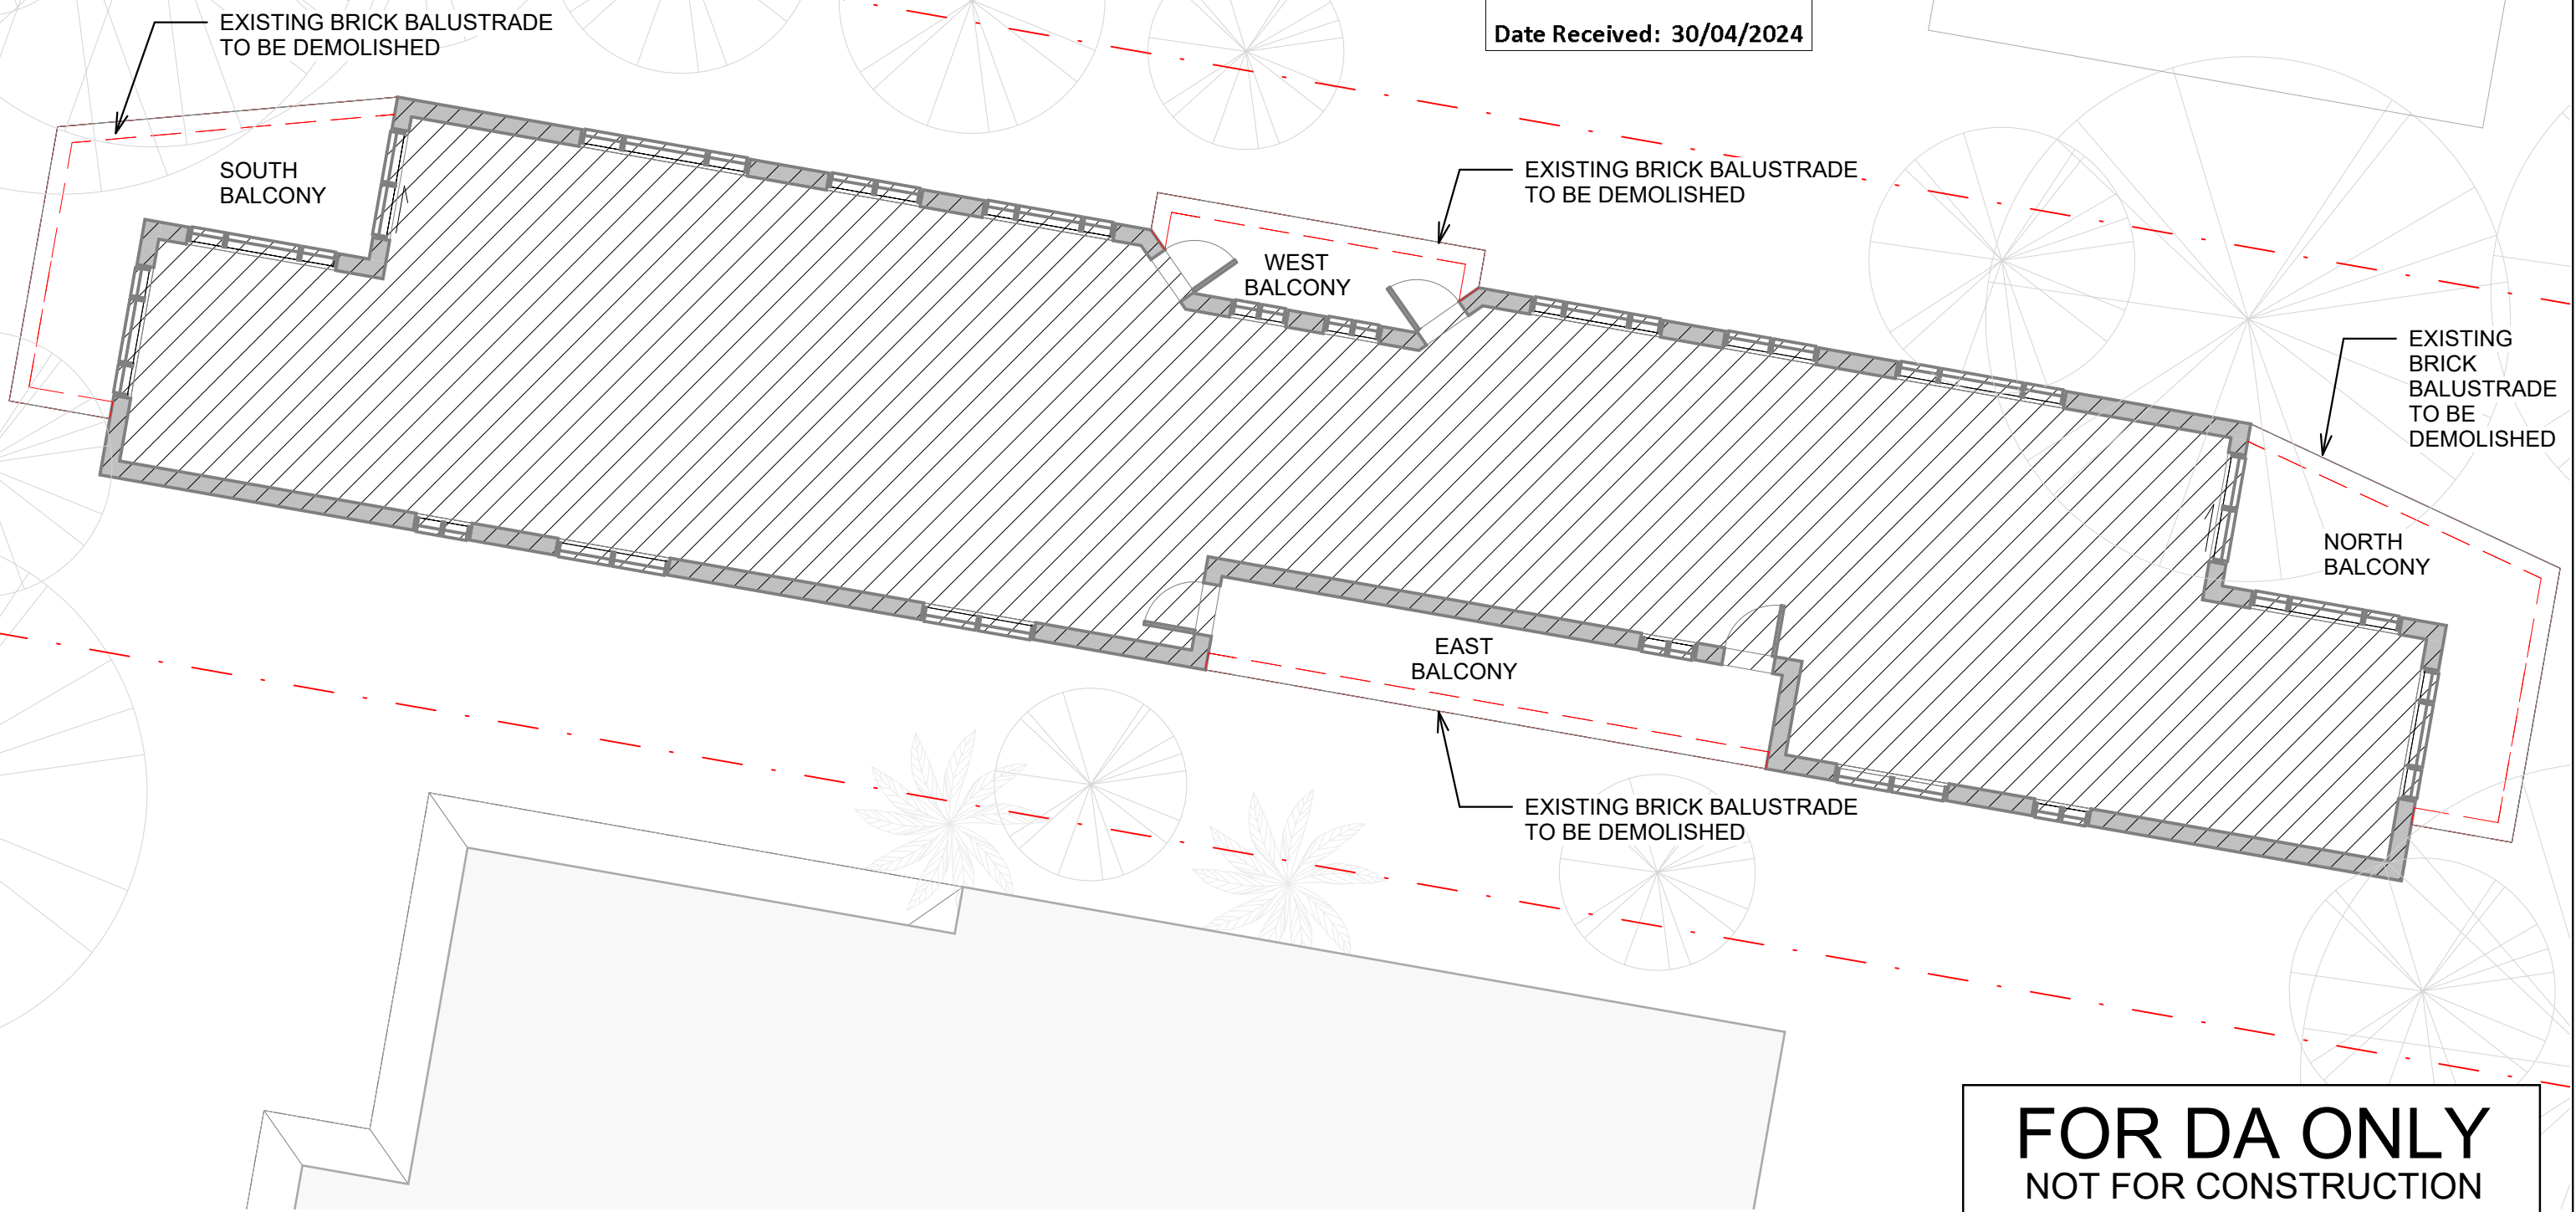 EXISTING BRICK BALUSTRADE
TO BE DEMOLISHED
Date Received: 30/04/2024
SOUTH
BALCONY
EXISTING BRICK BALUSTRADE
TO BE DEMOLISHED
WEST
BALCONY
EXISTING
BRICK
BALUSTRADE
TO BE
DEMOLISHED
NORTH
BALCONY
EAST
BALCONY
EXISTING BRICK BALUSTRADE
TO BE DEMOLISHED
FOR DA ONLY
NOT FOR CONSTRUCTION